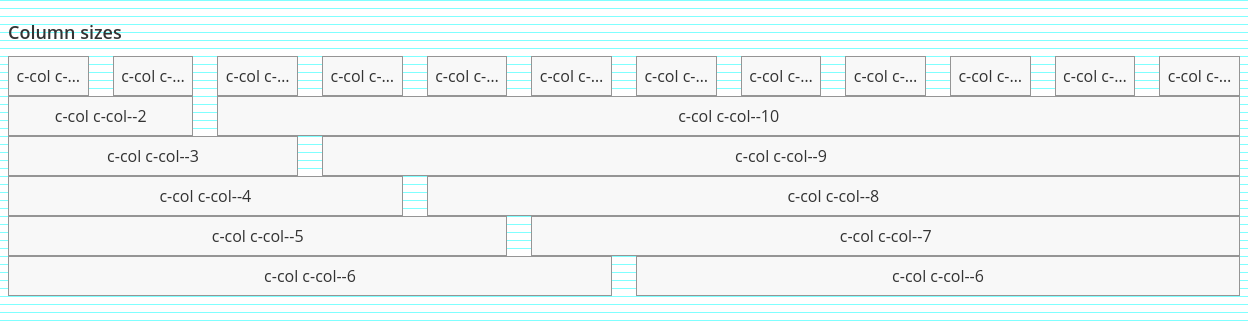 Column sizes
c-col c-... c-col c-... c-col c-... c-col c-... c-col c-... c-col c-... c-col c-... c-col c-... c-col c-... c-col c-... c-col c-... c-col c-...
c-col c-col--2 c-col c-col--10
c-col c-col--3 c-col c-col--9
c-col c-col--4 c-col c-col--8
c-col c-col--5 c-col c-col--7
c-col c-col--6 c-col c-col--6